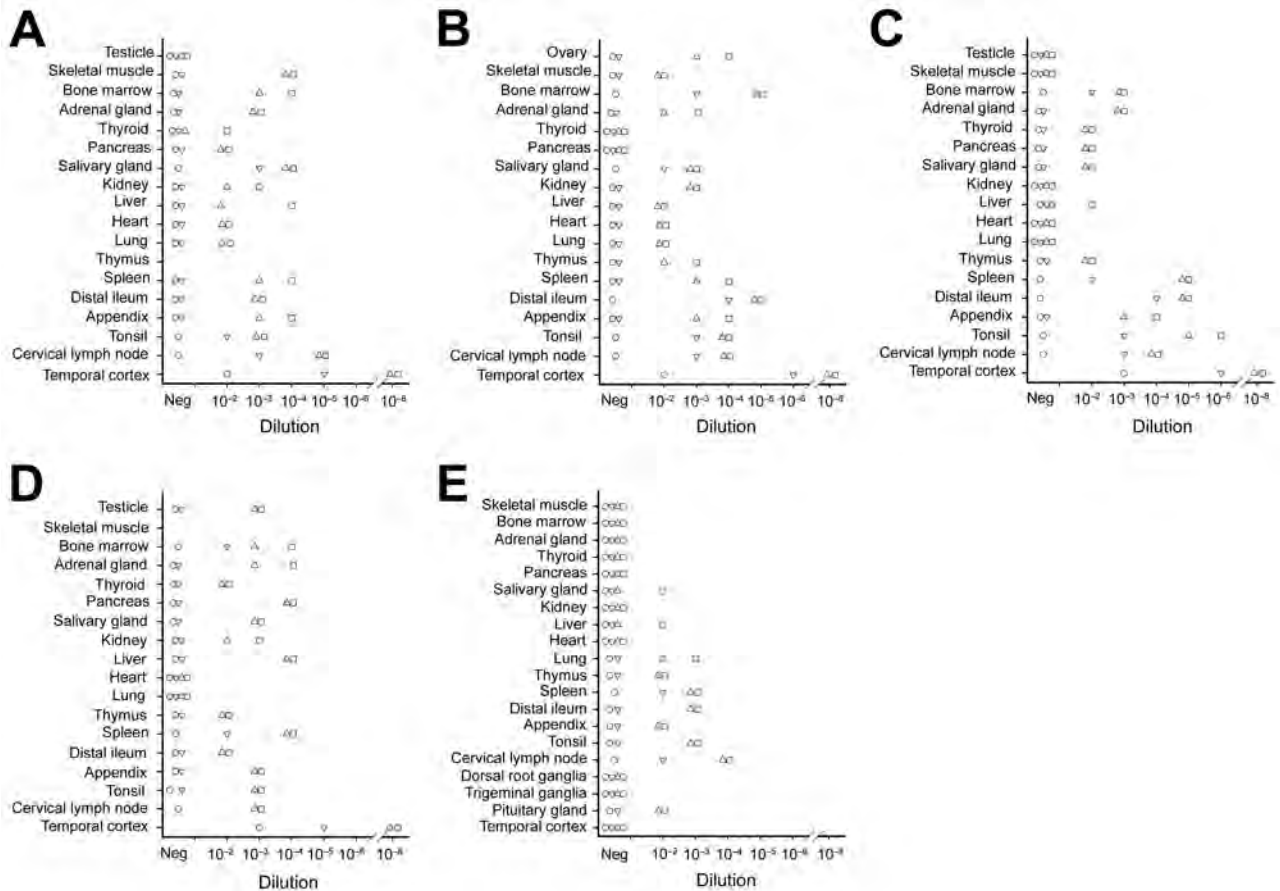 A
Testicle
Skeletal muscle
Bone marrow
Adrenal gland
Thyroid
Pancreas
Salivary gland
Kidney
Liver
Heart
Lung
Thymus
Spleen
Distal ileum
Appendix
Tonsil
Cervical lymph node
Temporal cortex
Neg 10⁻² 10⁻³ 10⁻⁴ 10⁻⁵ 10⁻⁶ 10⁻⁸
Dilution
B
Ovary
Skeletal muscle
Bone marrow
Adrenal gland
Thyroid
Pancreas
Salivary gland
Kidney
Liver
Heart
Lung
Thymus
Spleen
Distal ileum
Appendix
Tonsil
Cervical lymph node
Temporal cortex
Neg 10⁻² 10⁻³ 10⁻⁴ 10⁻⁵ 10⁻⁶ 10⁻⁸
Dilution
C
Testicle
Skeletal muscle
Bone marrow
Adrenal gland
Thyroid
Pancreas
Salivary gland
Kidney
Liver
Heart
Lung
Thymus
Spleen
Distal ileum
Appendix
Tonsil
Cervical lymph node
Temporal cortex
Neg 10⁻² 10⁻³ 10⁻⁴ 10⁻⁵ 10⁻⁶ 10⁻⁸
Dilution
D
Testicle
Skeletal muscle
Bone marrow
Adrenal gland
Thyroid
Pancreas
Salivary gland
Kidney
Liver
Heart
Lung
Thymus
Spleen
Distal ileum
Appendix
Tonsil
Cervical lymph node
Temporal cortex
Neg 10⁻² 10⁻³ 10⁻⁴ 10⁻⁵ 10⁻⁶ 10⁻⁸
Dilution
E
Skeletal muscle
Bone marrow
Adrenal gland
Thyroid
Pancreas
Salivary gland
Kidney
Liver
Heart
Lung
Thymus
Spleen
Distal ileum
Appendix
Tonsil
Cervical lymph node
Dorsal root ganglia
Trigeminal ganglia
Pituitary gland
Temporal cortex
Neg 10⁻² 10⁻³ 10⁻⁴ 10⁻⁵ 10⁻⁶ 10⁻⁸
Dilution